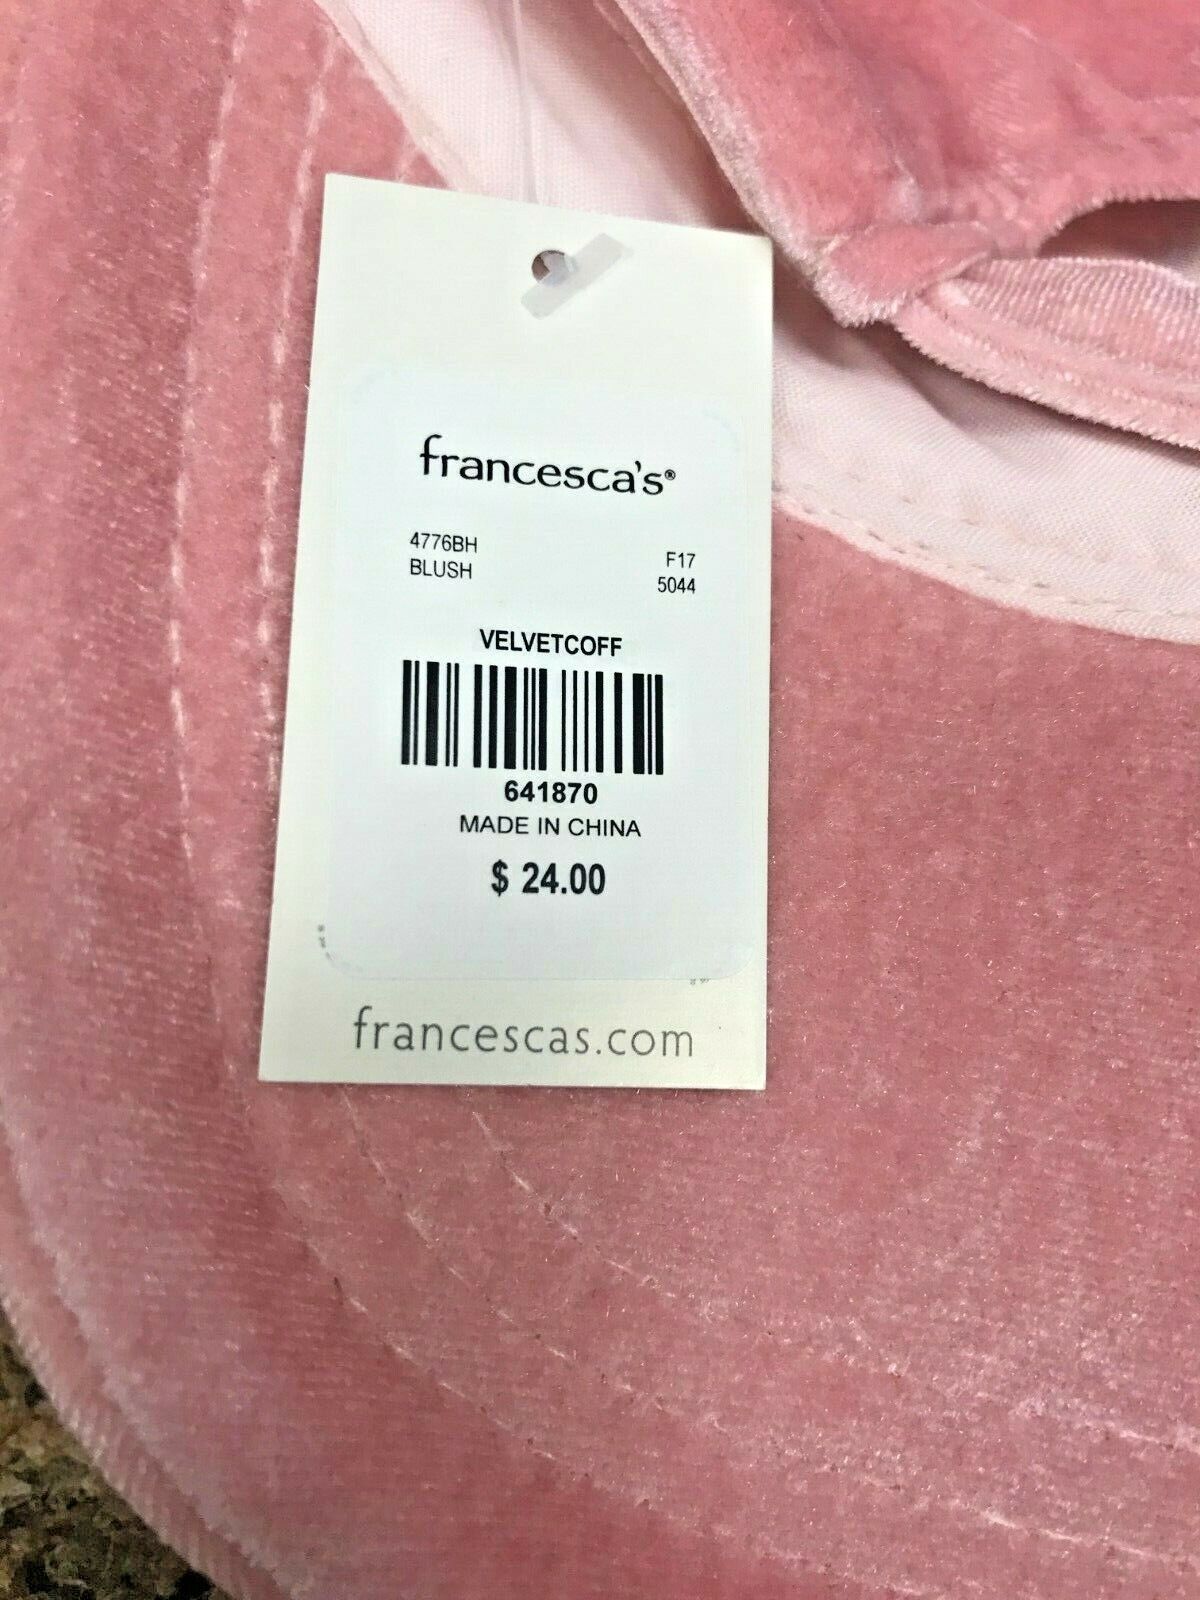 francesca's®
4776BH F17
BLUSH 5044
VELVETCOFF
641870
MADE IN CHINA
$ 24.00
francescas.com